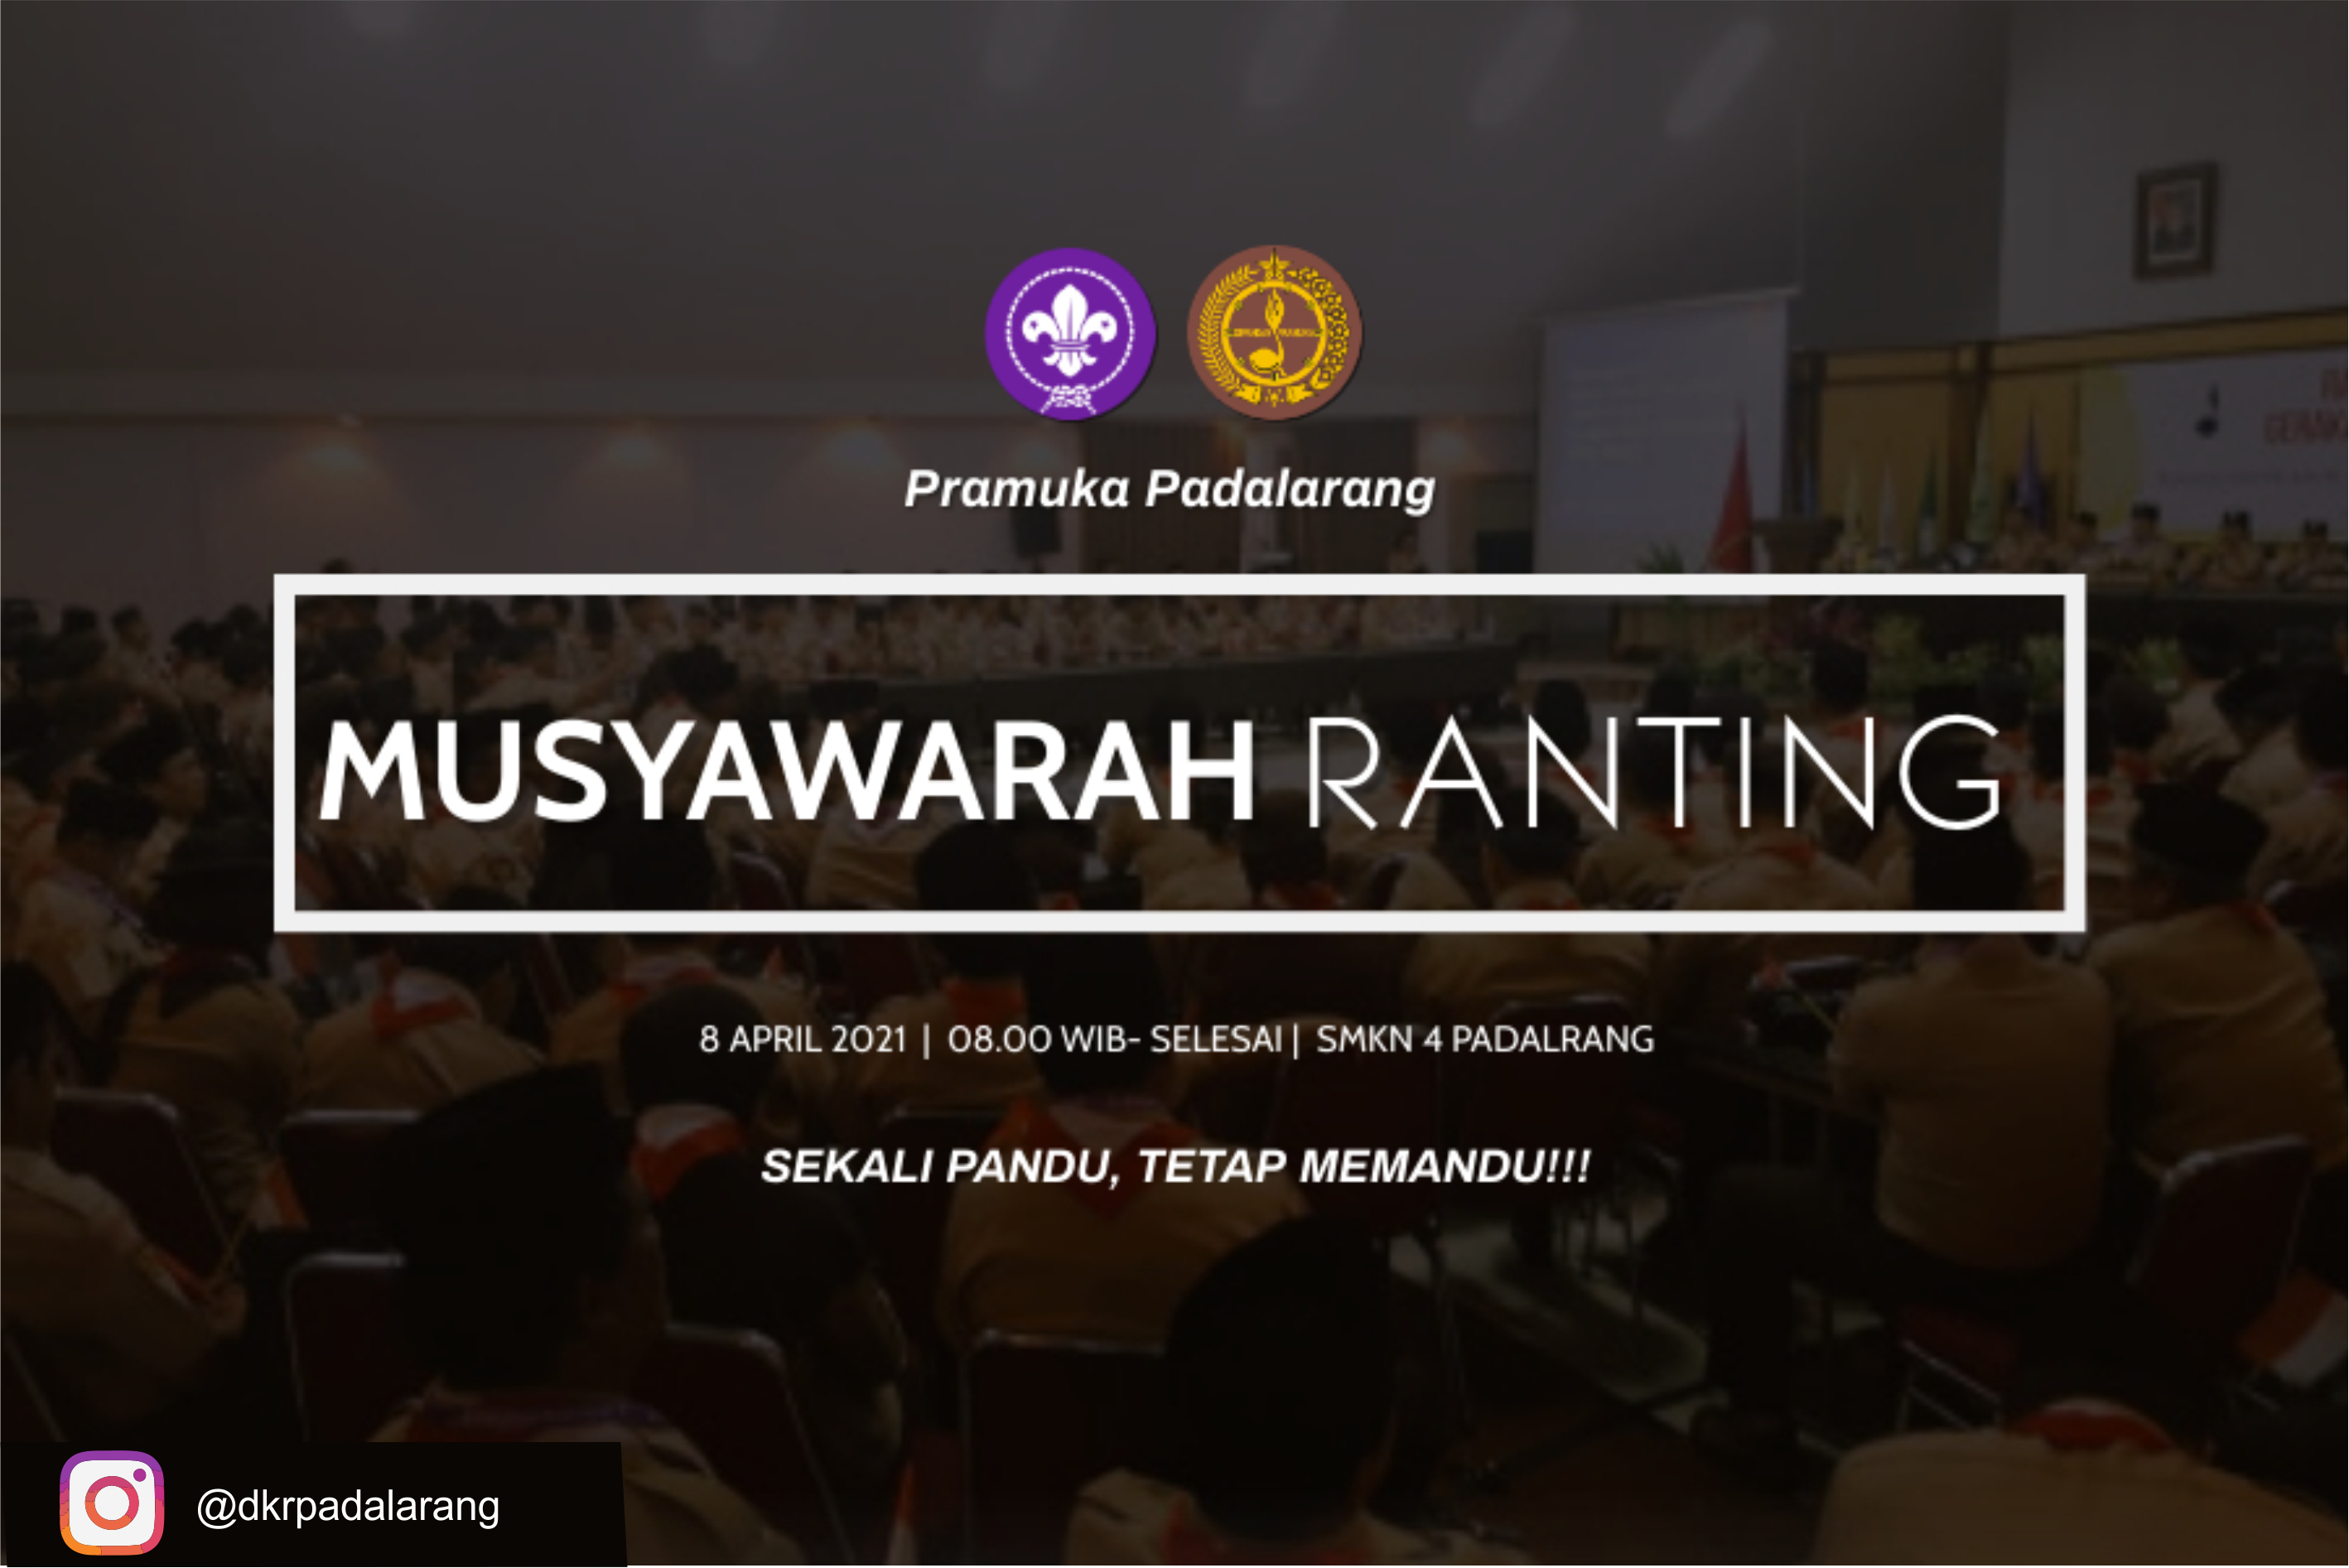 Pramuka Padalarang
MUSYAWARAH RANTING
8 APRIL 2021 | 08.00 WIB- SELESAI | SMKN 4 PADALRANG
SEKALI PANDU, TETAP MEMANDU!!!
@dkrpadalarang